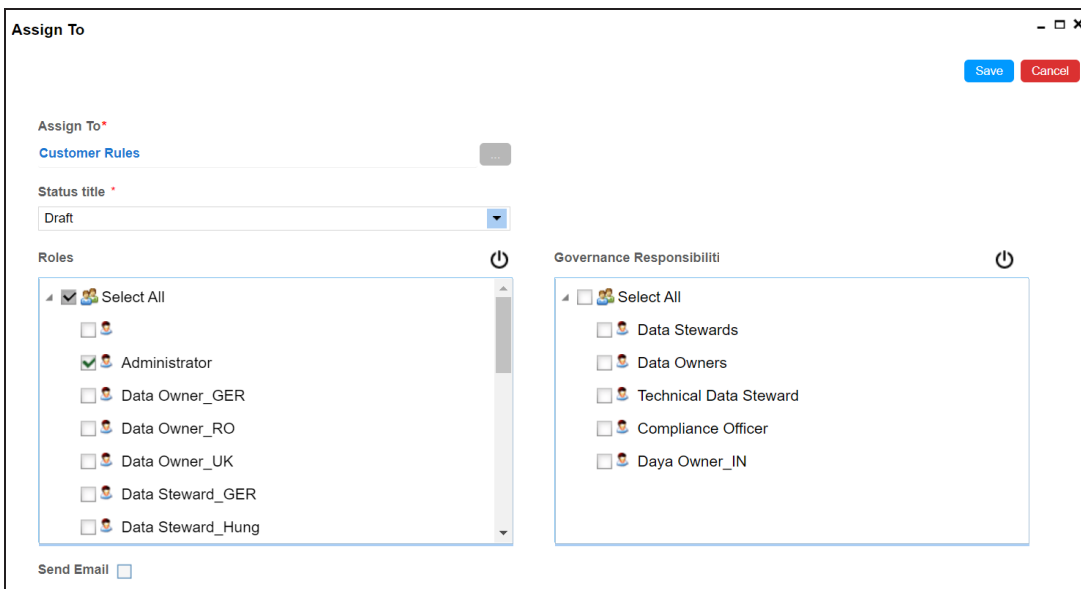 Assign To
Save Cancel
Assign To*
Customer Rules
...
Status title *
Draft
Roles
Select All
Administrator
Data Owner_GER
Data Owner_RO
Data Owner_UK
Data Steward_GER
Data Steward_Hung
Governance Responsibiliti
Select All
Data Stewards
Data Owners
Technical Data Steward
Compliance Officer
Daya Owner_IN
Send Email